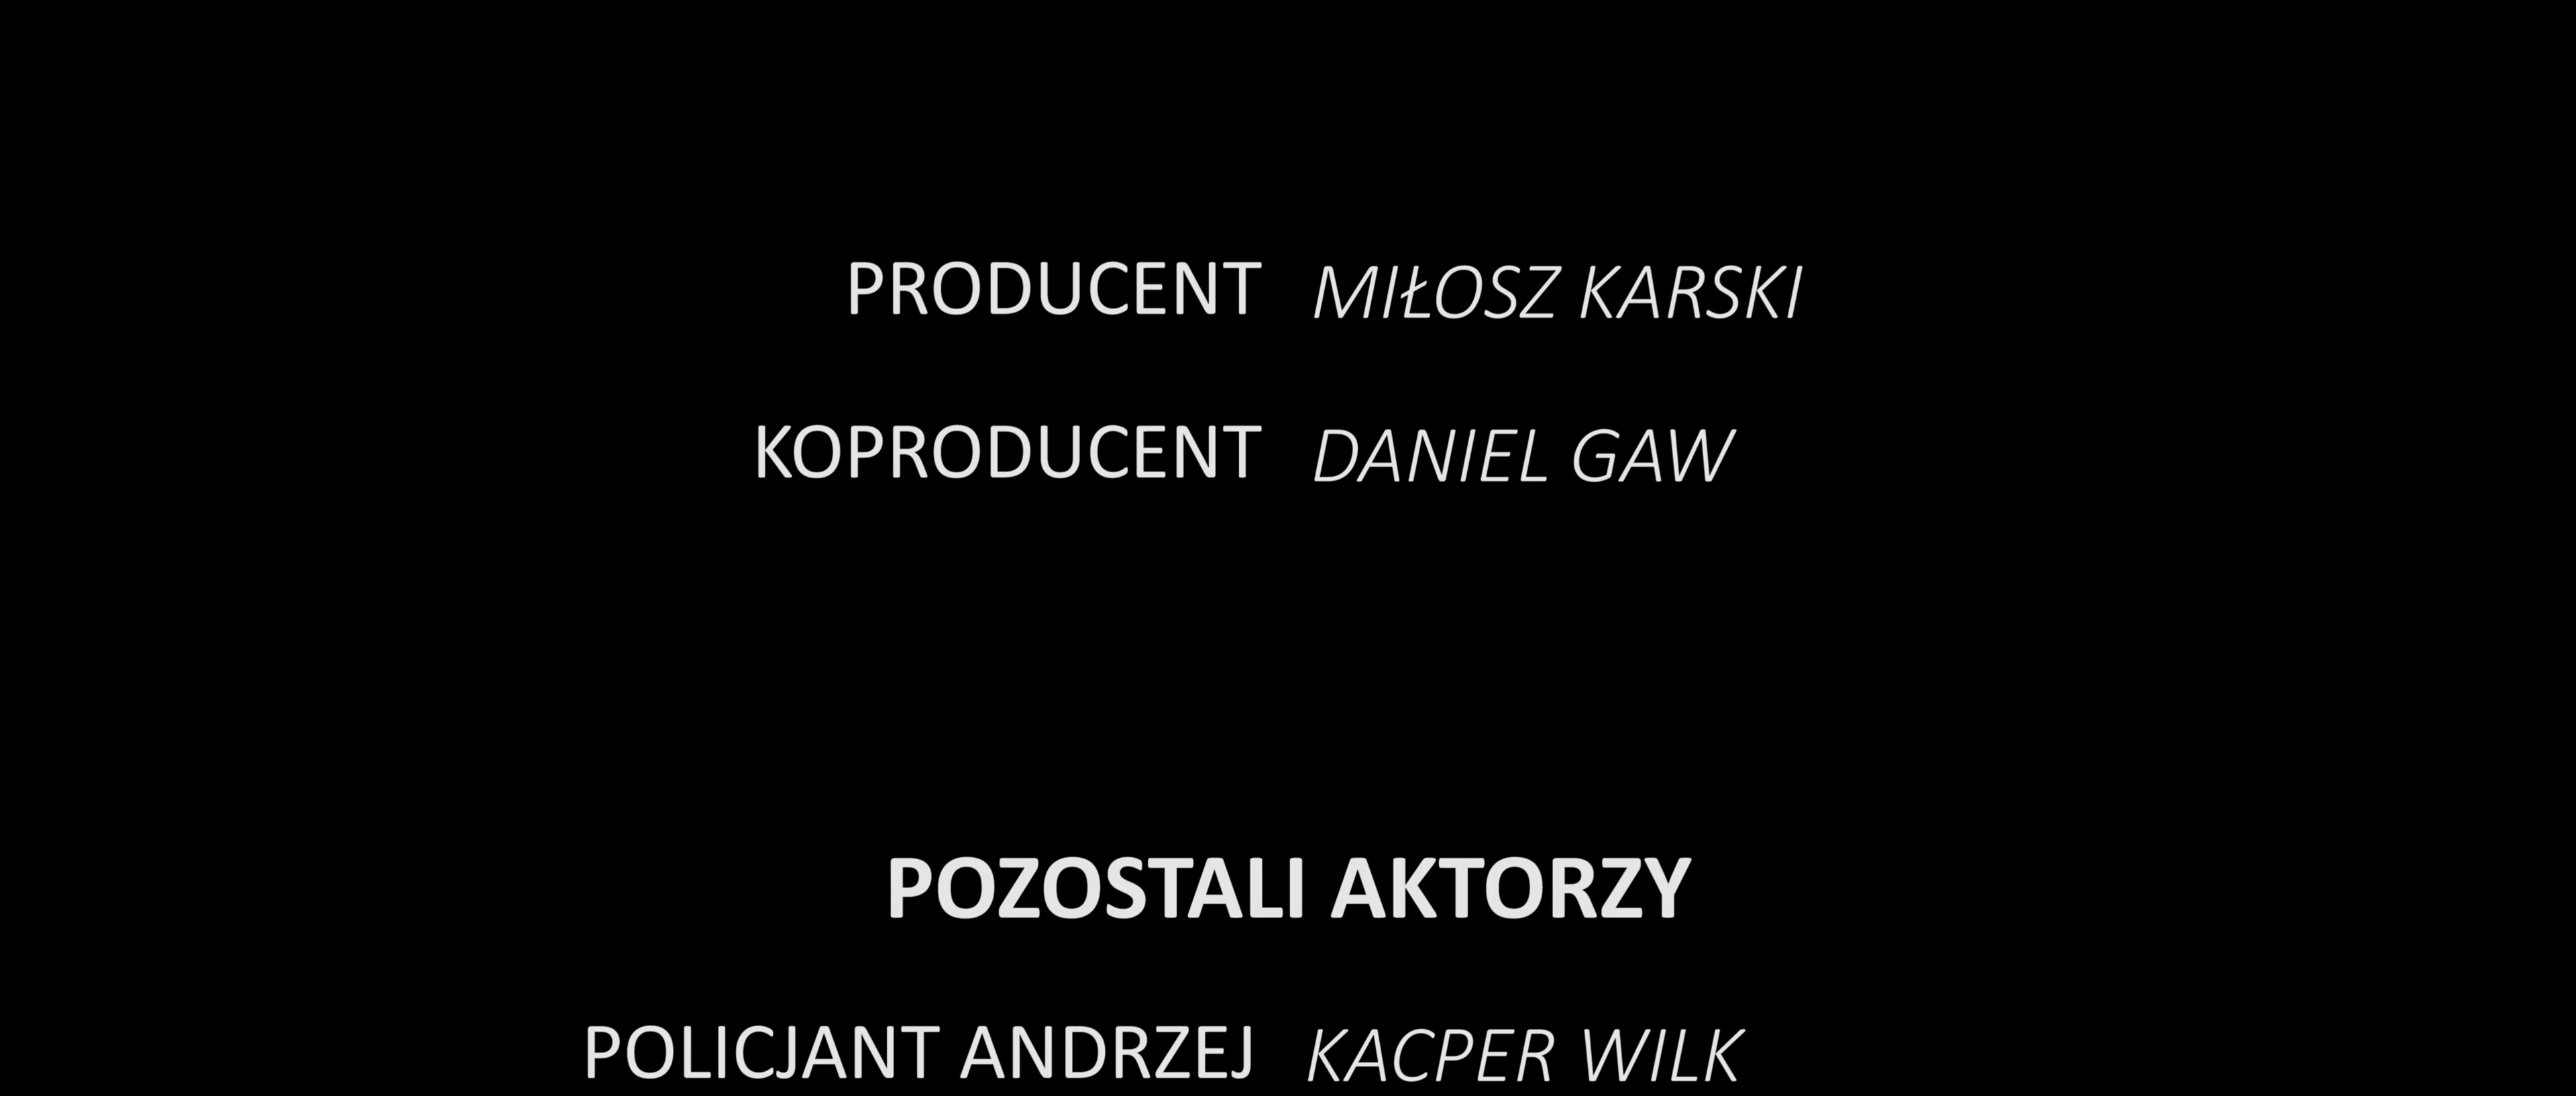 PRODUCENT MIŁOSZ KARSKI
KOPRODUCENT DANIEL GAW
POZOSTALI AKTORZY
POLICJANT ANDRZEJ KACPER WILK